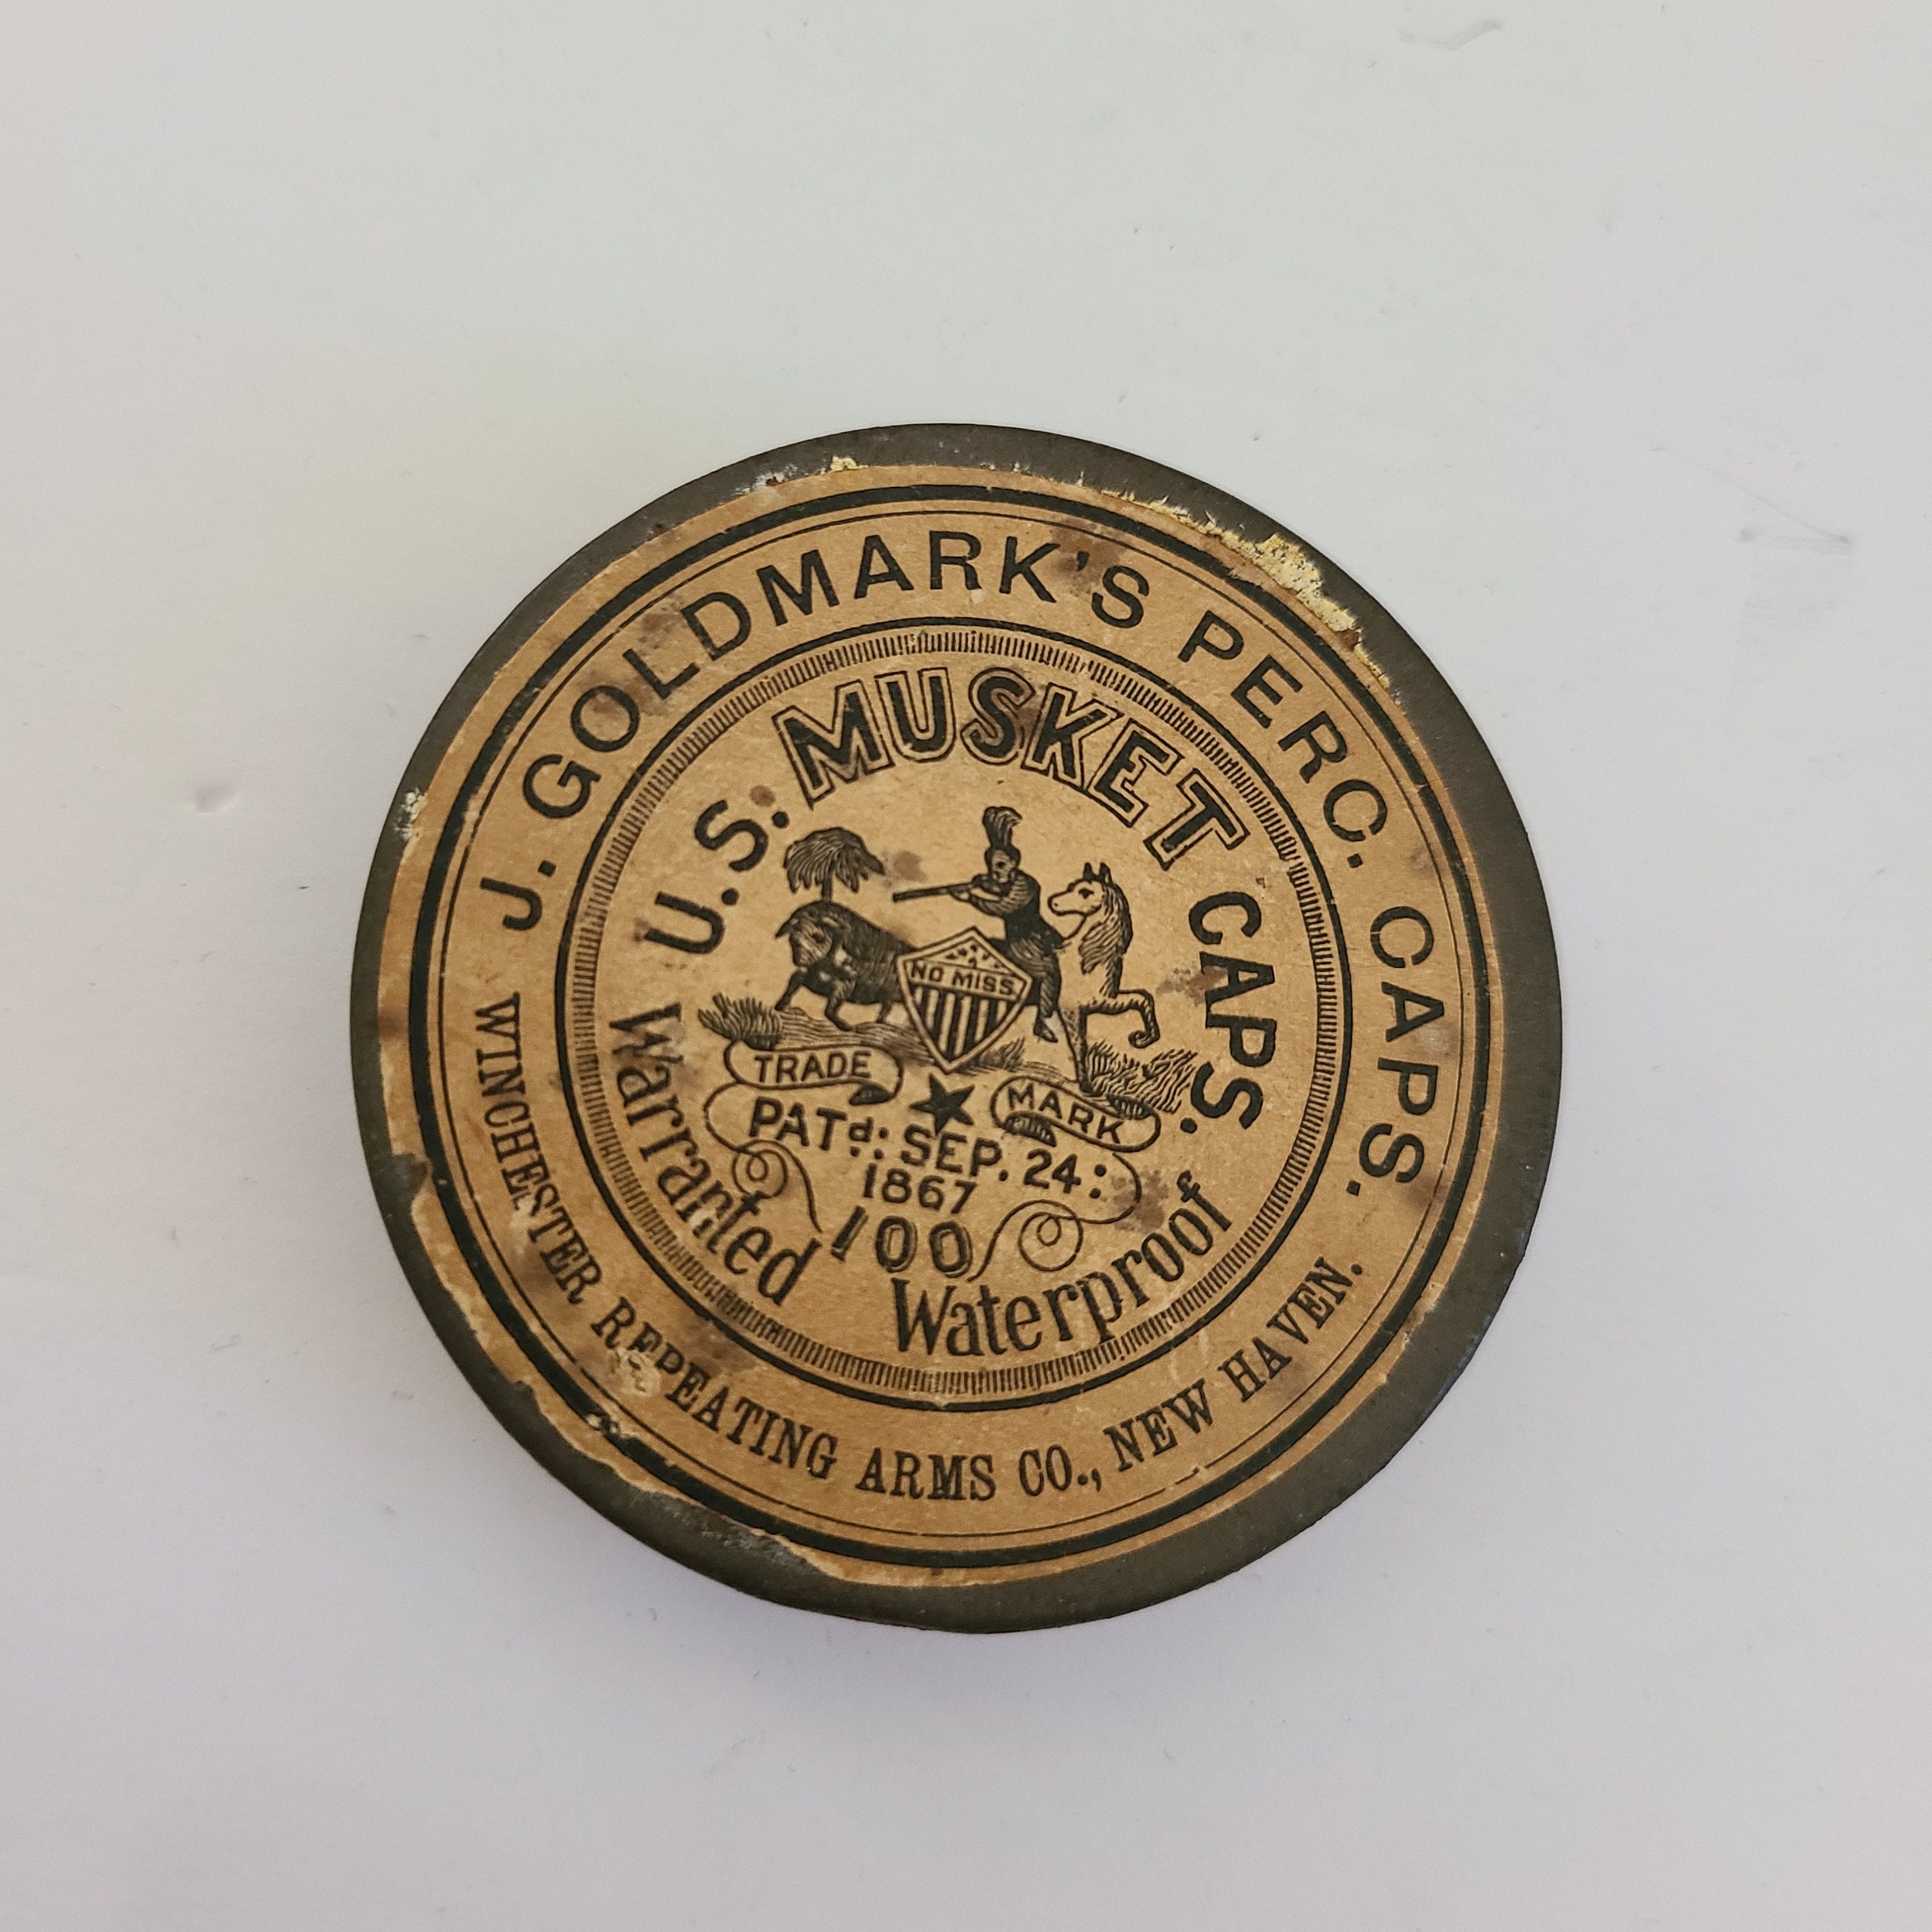 J. GOLDMARK'S PERC. CAPS.
U.S. MUSKET CAPS.
NO MISS.
TRADE MARK
PATd: SEP. 24:
1867
100
Warranted Waterproof
WINCHESTER REPEATING ARMS CO., NEW HAVEN.